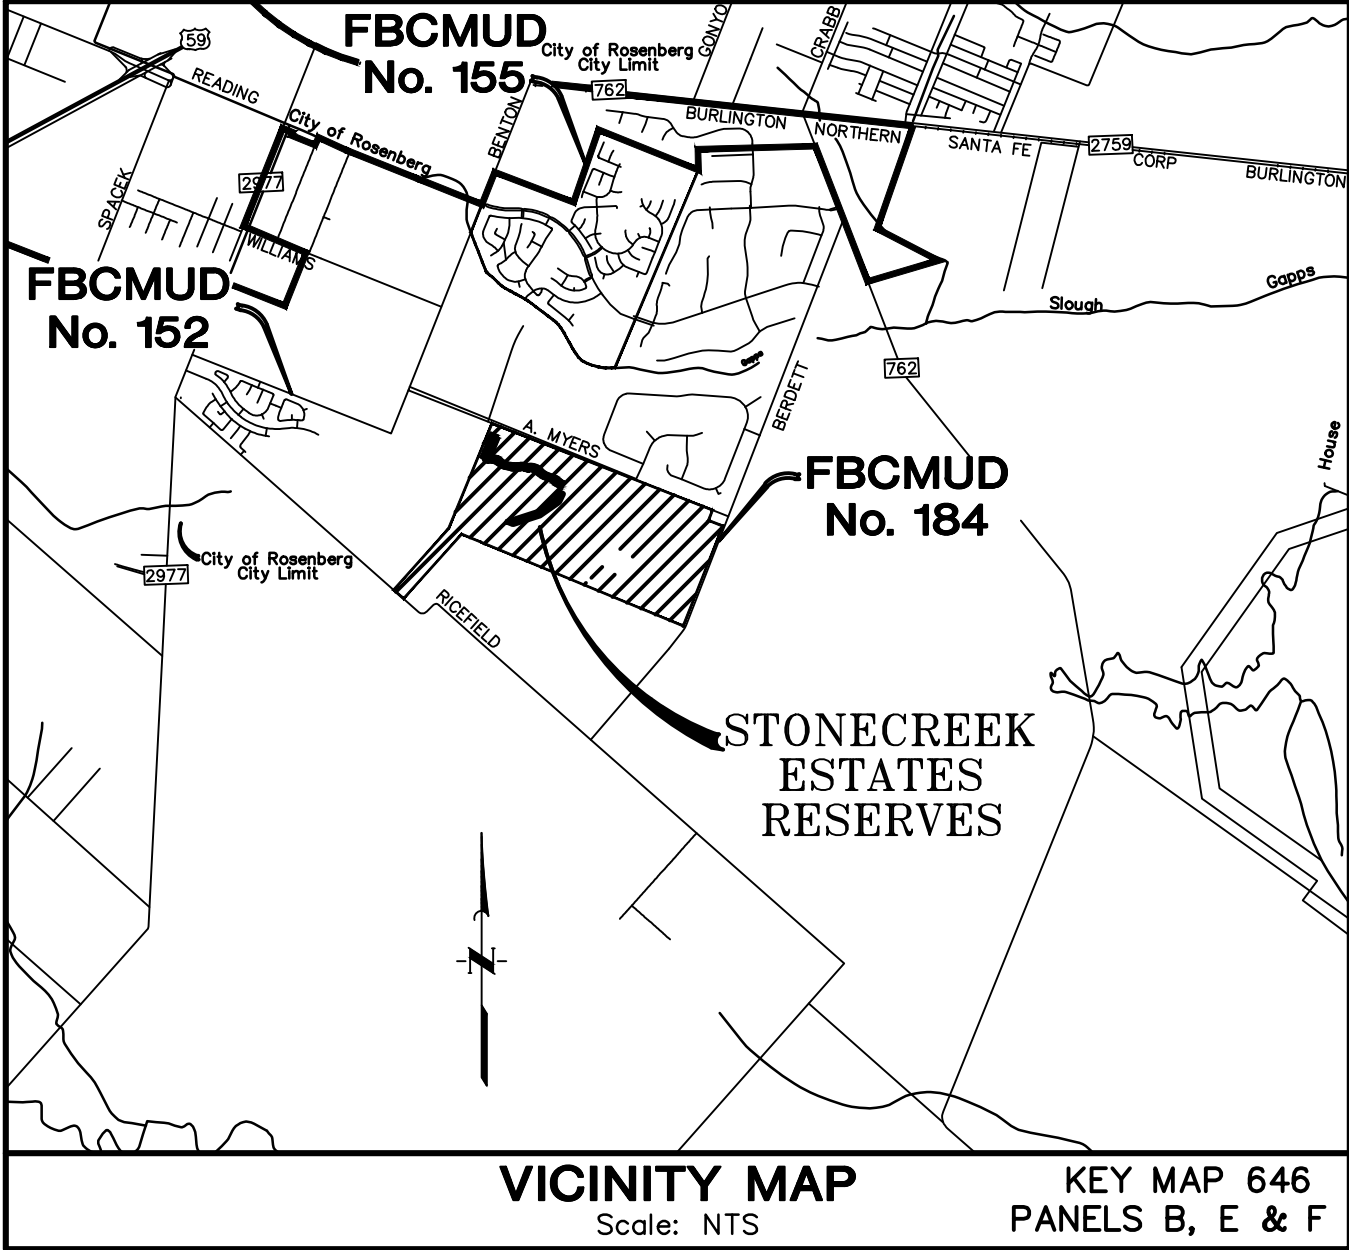 59
FBCMUD
No. 155
City of Rosenberg
City Limit
GONYO
CRABB
READING
762
BURLINGTON
NORTHERN
SANTA FE
2759
CORP
BURLINGTON
City of Rosenberg
BENTON
SPACEK
2977
WILLIAMS
FBCMUD
No. 152
Gapps
Slough
Gapps
762
BERDETT
A. MYERS
House
FBCMUD
No. 184
City of Rosenberg
City Limit
2977
RICEFIELD
STONECREEK
ESTATES
RESERVES
N
VICINITY MAP
Scale: NTS
KEY MAP 646
PANELS B, E & F